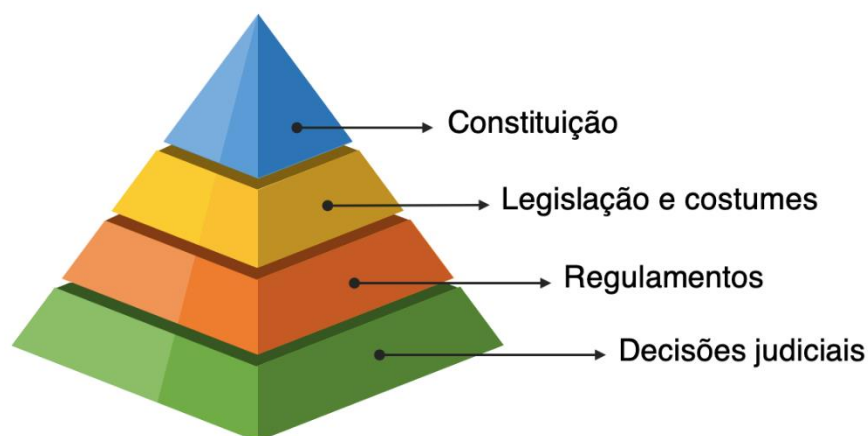 Constituição
Legislação e costumes
Regulamentos
Decisões judiciais